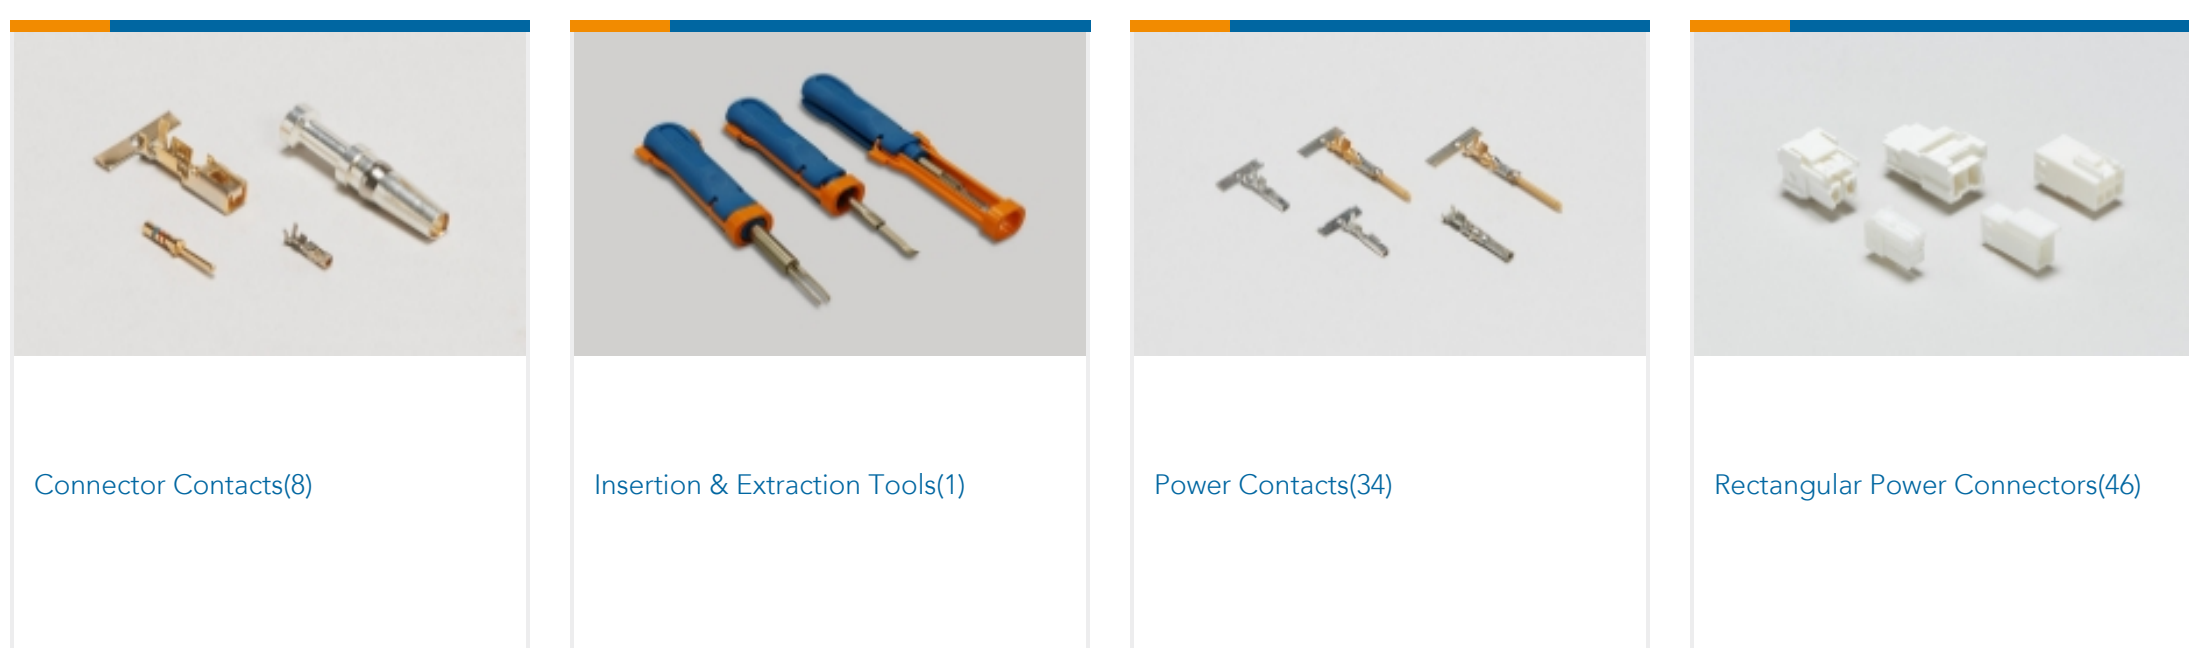 Connector Contacts(8)
Insertion & Extraction Tools(1)
Power Contacts(34)
Rectangular Power Connectors(46)